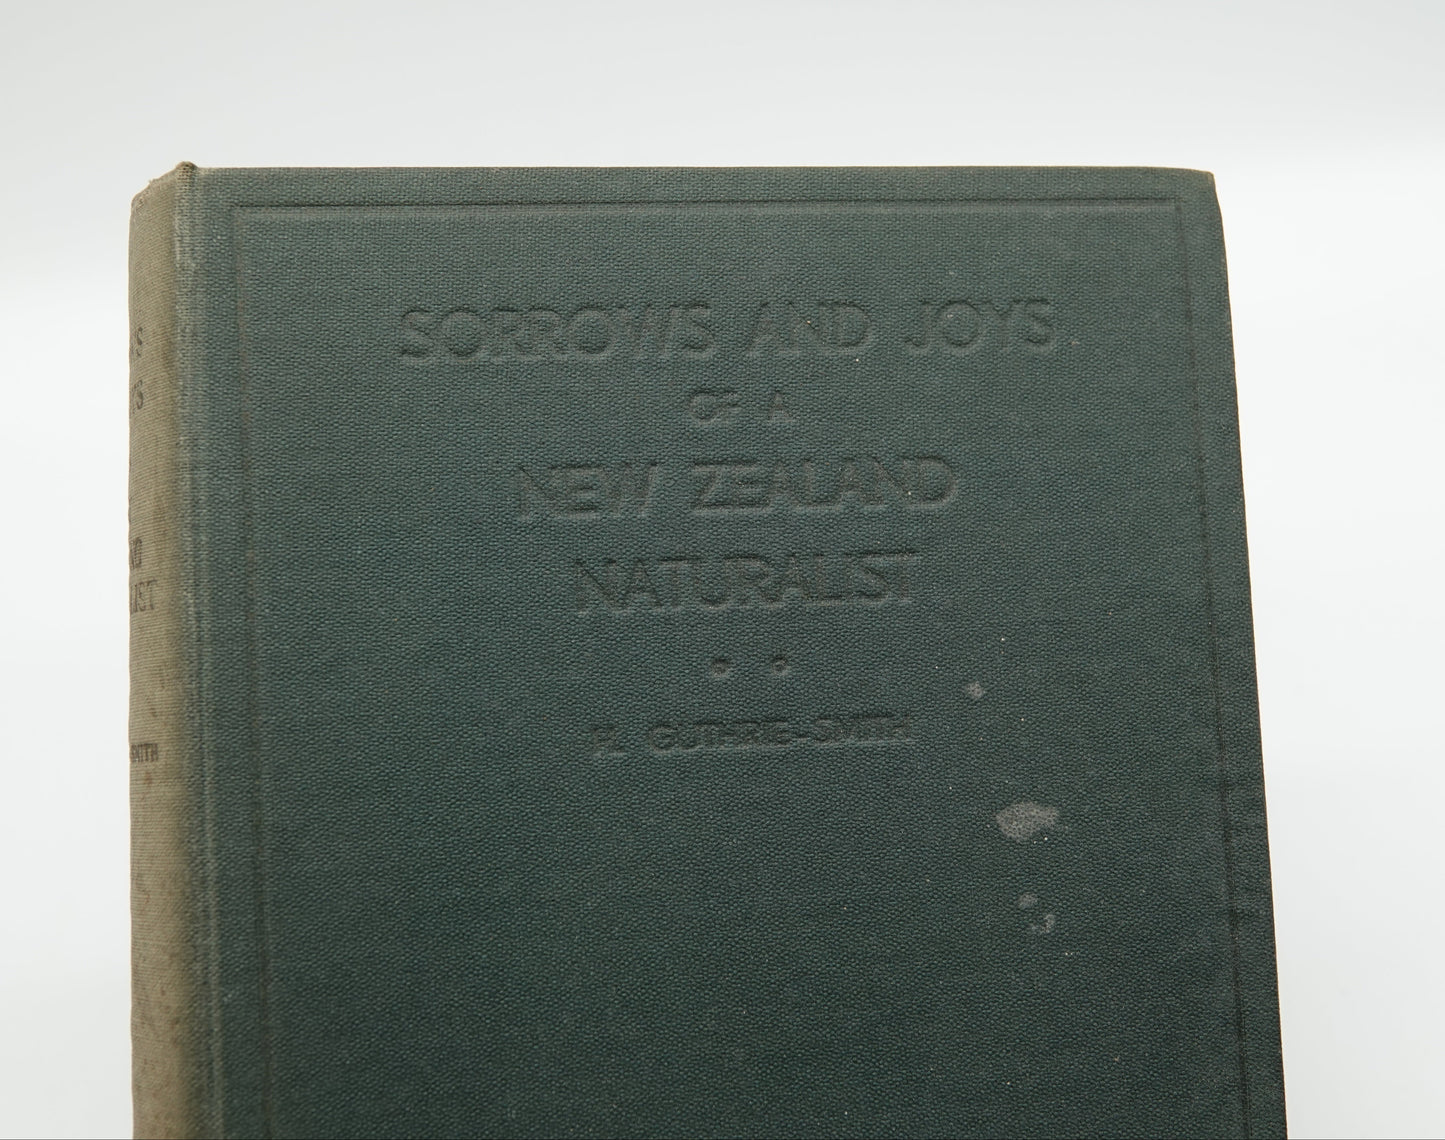 SORROWS AND JOYS
OF A
NEW ZEALAND
NATURALIST
H. GUTHRIE-SMITH